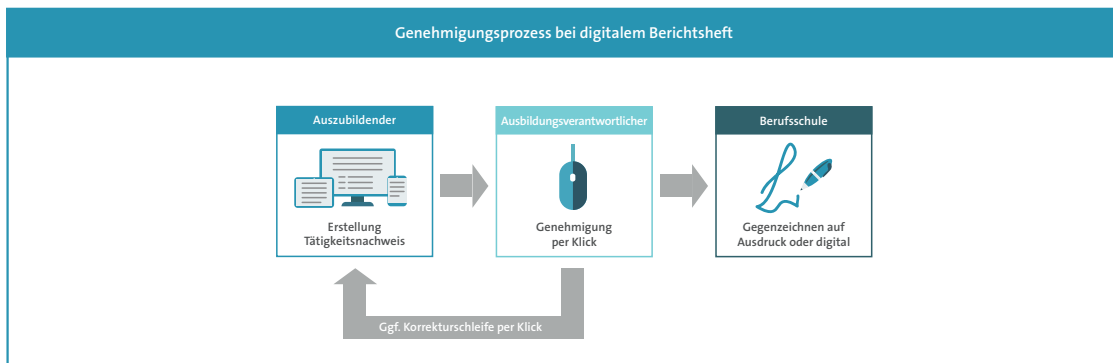 Genehmigungsprozess bei digitalem Berichtsheft
Auszubildender
Erstellung
Tätigkeitsnachweis
Ausbildungsverantwortlicher
Genehmigung
per Klick
Berufsschule
Gegenzeichnen auf
Ausdruck oder digital
Ggf. Korrekturschleife per Klick